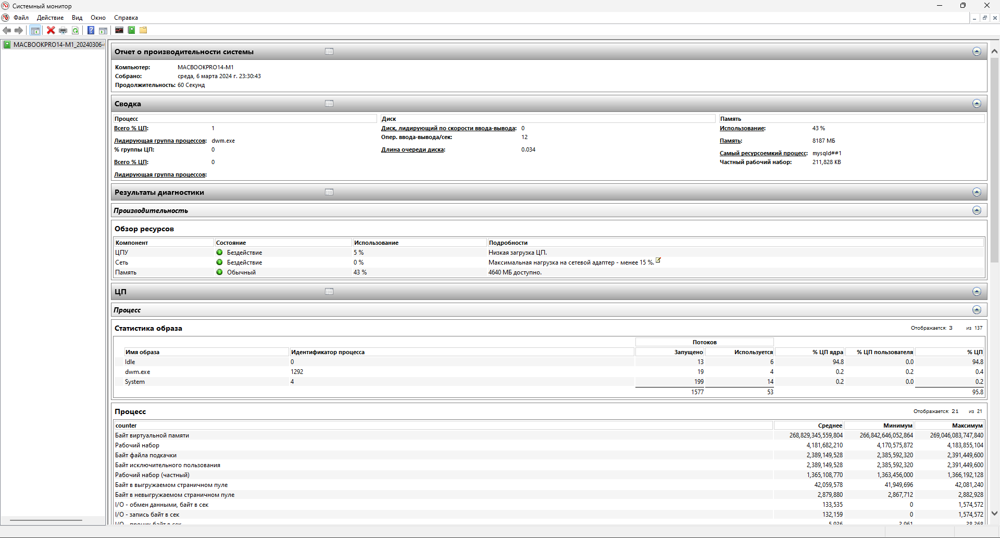 Системный монитор
Файл Действие Вид Окно Справка
MACBOOKPRO14-M1_20240306-
Отчет о производительности системы
Компьютер: MACBOOKPRO14-M1
Собрано: среда, 6 марта 2024 г. 23:30:43
Продолжительность: 60 Секунд
Сводка
Процесс Диск Память
Всего % ЦП: 1 Диск, лидирующий по скорости ввода-вывода: 0 Использование: 43 %
Опер. ввода-вывода/сек: 12
Лидирующая группа процессов: dwm.exe Память: 8187 МБ
% группы ЦП: 0 Длина очереди диска: 0.034
Самый ресурсоемкий процесс: mysqld##1
Всего % ЦП: 0 Частный рабочий набор: 211,828 KB
Лидирующая группа процессов:
Результаты диагностики
Производительность
Обзор ресурсов
Компонент Состояние Использование Подробности
ЦПУ Бездействие 5 % Низкая загрузка ЦП.
Сеть Бездействие 0 % Максимальная нагрузка на сетевой адаптер - менее 15 %.
Память Обычный 43 % 4640 МБ доступно.
ЦП
Процесс
Статистика образа Отображается: 3 из 137
Потоков
Имя образа Идентификатор процесса Запущено Используется % ЦП ядра % ЦП пользователя % ЦП
Idle 0 13 6 94.8 0.0 94.8
dwm.exe 1292 19 4 0.2 0.2 0.4
System 4 199 14 0.2 0.0 0.2
1577 53 95.8
Процесс Отображается: 21 из 21
counter Среднее Минимум Максимум
Байт виртуальной памяти 268,829,345,559,804 266,842,646,052,864 269,046,083,747,840
Рабочий набор 4,181,682,210 4,170,575,872 4,183,855,104
Байт файла подкачки 2,389,149,528 2,385,592,320 2,391,449,600
Байт исключительного пользования 2,389,149,528 2,385,592,320 2,391,449,600
Рабочий набор (частный) 1,365,108,770 1,363,456,000 1,366,192,128
Байт в выгружаемом страничном пуле 42,059,578 41,949,696 42,081,240
Байт в невыгружаемом страничном пуле 2,879,880 2,867,712 2,882,928
I/O - обмен данными, байт в сек 133,535 0 1,574,572
I/O - запись байт в сек 132,159 0 1,574,572
I/O - прочих байт в сек 5,936 3,961 38,368